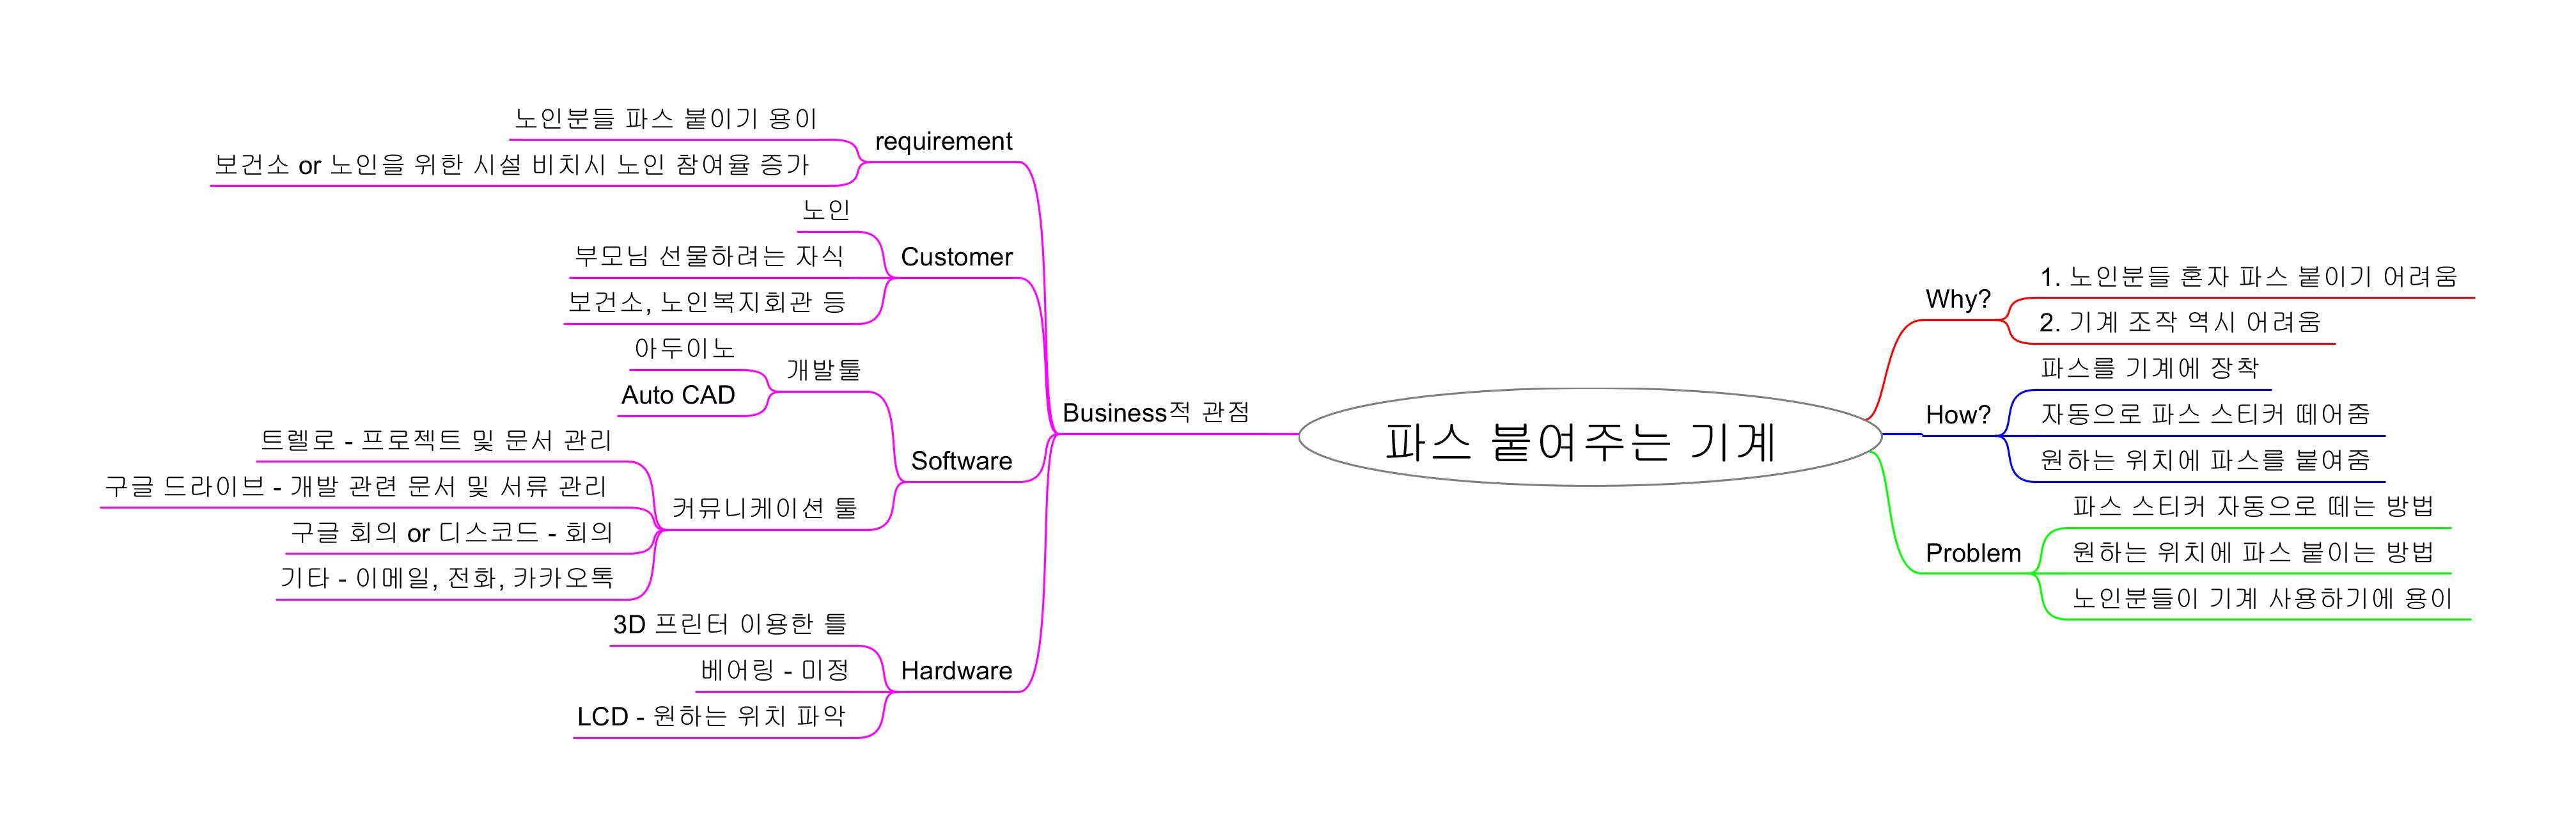 파스 붙여주는 기계
Why?
1. 노인분들 혼자 파스 붙이기 어려움
2. 기계 조작 역시 어려움
How?
파스를 기계에 장착
자동으로 파스 스티커 떼어줌
원하는 위치에 파스를 붙여줌
Problem
파스 스티커 자동으로 떼는 방법
원하는 위치에 파스 붙이는 방법
노인분들이 기계 사용하기에 용이
Business적 관점
requirement
노인분들 파스 붙이기 용이
보건소 or 노인을 위한 시설 비치시 노인 참여율 증가
Customer
노인
부모님 선물하려는 자식
보건소, 노인복지회관 등
Software
개발툴
아두이노
Auto CAD
커뮤니케이션 툴
트렐로 - 프로젝트 및 문서 관리
구글 드라이브 - 개발 관련 문서 및 서류 관리
구글 회의 or 디스코드 - 회의
기타 - 이메일, 전화, 카카오톡
Hardware
3D 프린터 이용한 틀
베어링 - 미정
LCD - 원하는 위치 파악